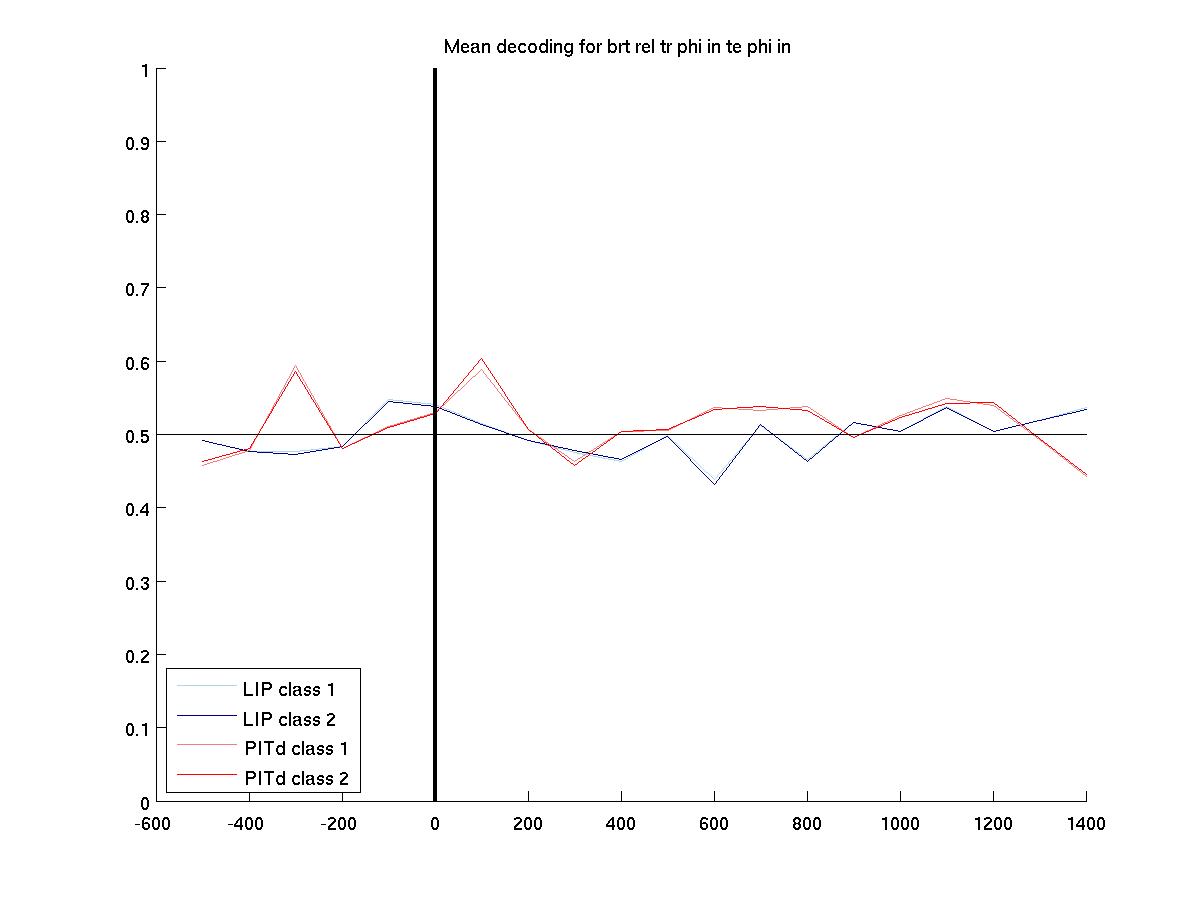 Mean decoding for brt rel tr phi in te phi in
1
0.9
0.8
0.7
0.6
0.5
0.4
0.3
0.2
0.1
0
LIP class 1
LIP class 2
PITd class 1
PITd class 2
-600 -400 -200 0 200 400 600 800 1000 1200 1400